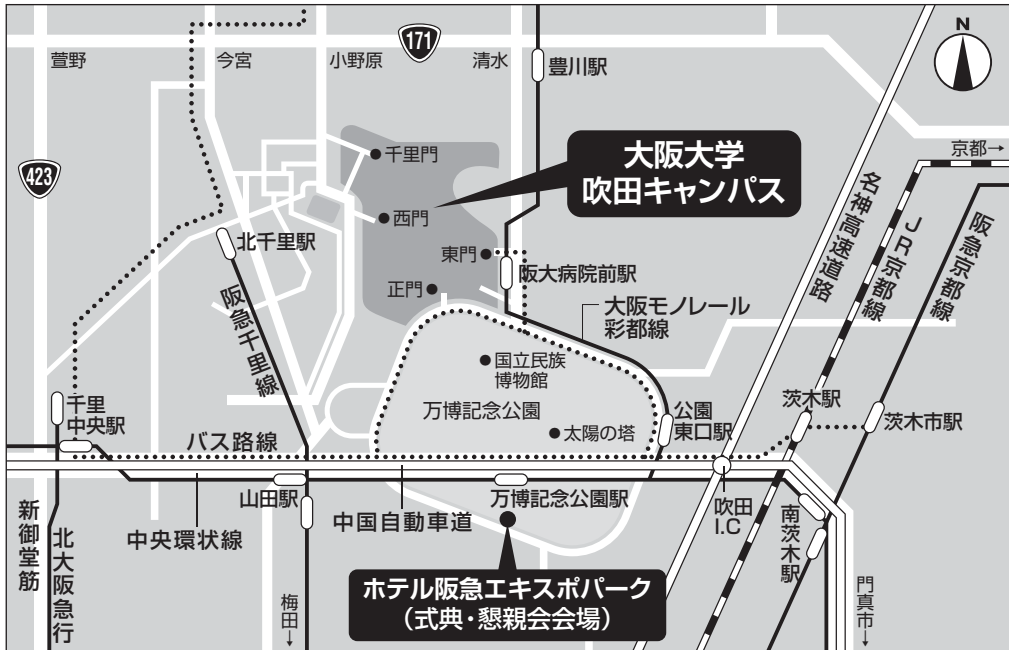 171
N
萱野
今宮
小野原
清水
豊川駅
423
千里門
大阪大学
吹田キャンパス
京都→
西門
北千里駅
東門
阪大病院前駅
正門
名神高速道路
JR京都線
阪急京都線
阪急千里線
大阪モノレール
彩都線
国立民族
博物館
万博記念公園
太陽の塔
千里
中央駅
公園
東口駅
茨木駅
茨木市駅
バス路線
山田駅
万博記念公園駅
吹田
I.C
南茨木駅
新御堂筋
北大阪急行
中央環状線
中国自動車道
ホテル阪急エキスポパーク
（式典・懇親会会場）
梅田→
門真市→